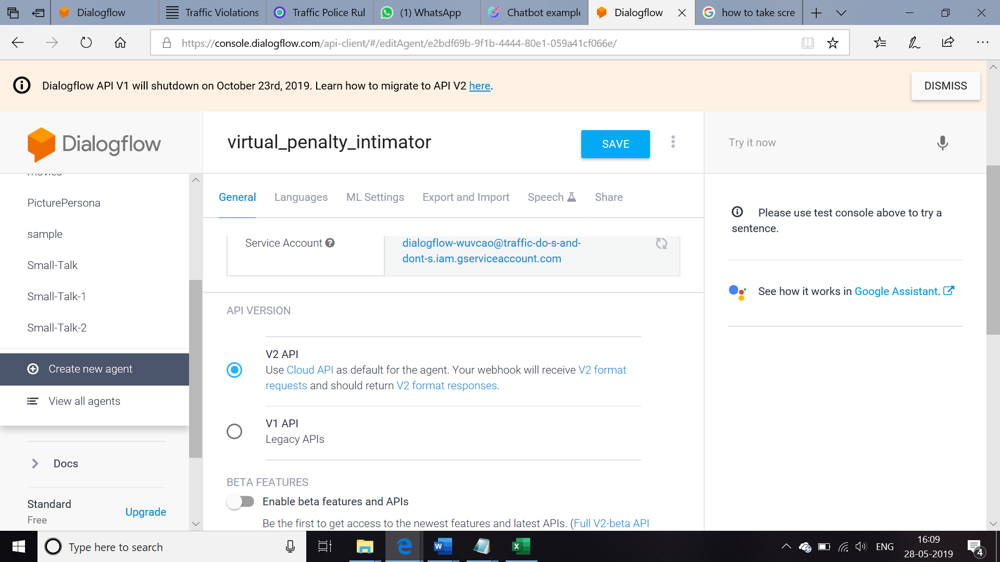 Dialogflow
Traffic Violations
Traffic Police Rul
(1) WhatsApp
Chatbot example
Dialogflow
how to take scre
https://console.dialogflow.com/api-client/#/editAgent/e2bdf69b-9f1b-4444-80e1-059a41cf066e/
Dialogflow API V1 will shutdown on October 23rd, 2019. Learn how to migrate to API V2 here.
DISMISS
Dialogflow
movies
PicturePersona
sample
Small-Talk
Small-Talk-1
Small-Talk-2
Create new agent
View all agents
Docs
Standard
Free
Upgrade
virtual_penalty_intimator
SAVE
General
Languages
ML Settings
Export and Import
Speech
Share
Service Account
dialogflow-wuvcao@traffic-do-s-and-
dont-s.iam.gserviceaccount.com
API VERSION
V2 API
Use Cloud API as default for the agent. Your webhook will receive V2 format
requests and should return V2 format responses.
V1 API
Legacy APIs
BETA FEATURES
Enable beta features and APIs
Be the first to get access to the newest features and latest APIs. (Full V2-beta API
Try it now
Please use test console above to try a
sentence.
See how it works in Google Assistant.
Type here to search
ENG
16:09
28-05-2019
4